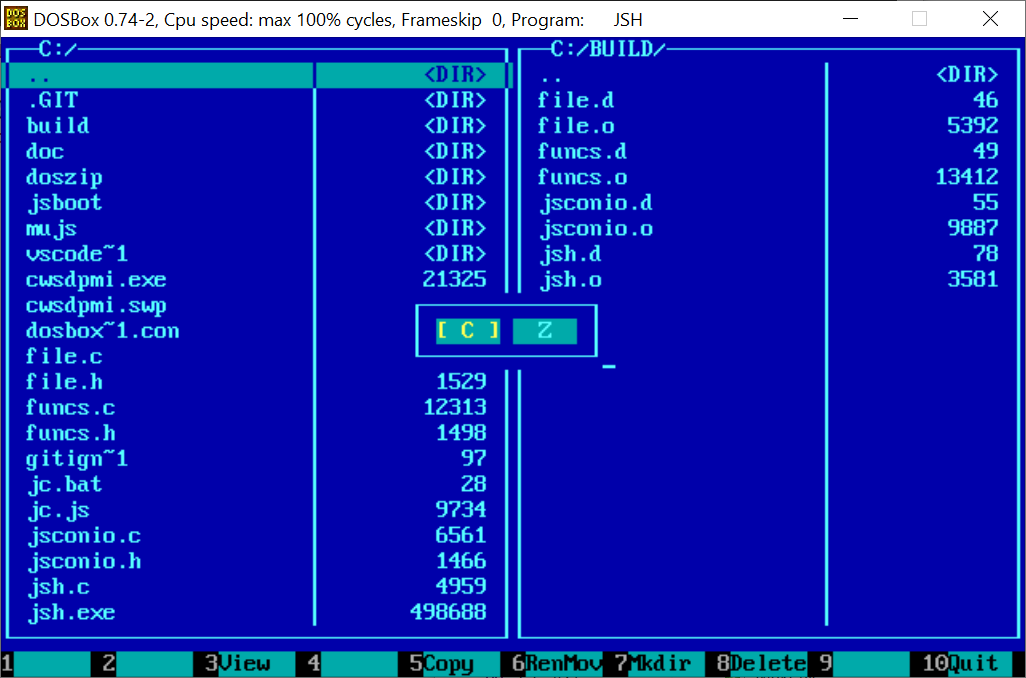 DOS BOX DOSBox 0.74-2, Cpu speed: max 100% cycles, Frameskip 0, Program: JSH
C:/ C:/BUILD/
.. <DIR> .. <DIR>
.GIT <DIR> file.d 46
build <DIR> file.o 5392
doc <DIR> funcs.d 49
doszip <DIR> funcs.o 13412
jsboot <DIR> jsconio.d 55
mujs <DIR> jsconio.o 9887
vscode~1 <DIR> jsh.d 78
cwsdpmi.exe 21325 jsh.o 3581
cwsdpmi.swp
dosbox~1.con [ C ] Z
file.c
file.h 1529
funcs.c 12313
funcs.h 1498
gitign~1 97
jc.bat 28
jc.js 9734
jsconio.c 6561
jsconio.h 1466
jsh.c 4959
jsh.exe 498688
1 2 3View 4 5Copy 6RenMov 7Mkdir 8Delete 9 10Quit